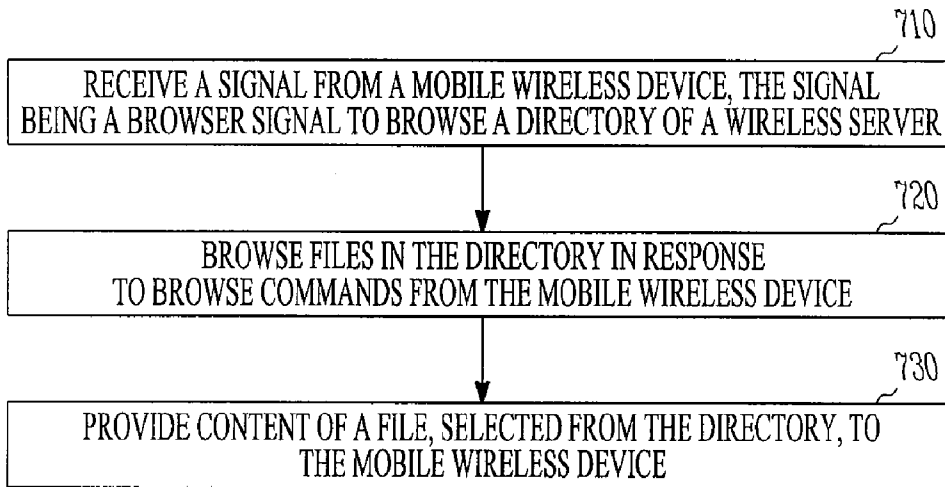 710
RECEIVE A SIGNAL FROM A MOBILE WIRELESS DEVICE, THE SIGNAL
BEING A BROWSER SIGNAL TO BROWSE A DIRECTORY OF A WIRELESS SERVER
720
BROWSE FILES IN THE DIRECTORY IN RESPONSE
TO BROWSE COMMANDS FROM THE MOBILE WIRELESS DEVICE
730
PROVIDE CONTENT OF A FILE, SELECTED FROM THE DIRECTORY, TO
THE MOBILE WIRELESS DEVICE